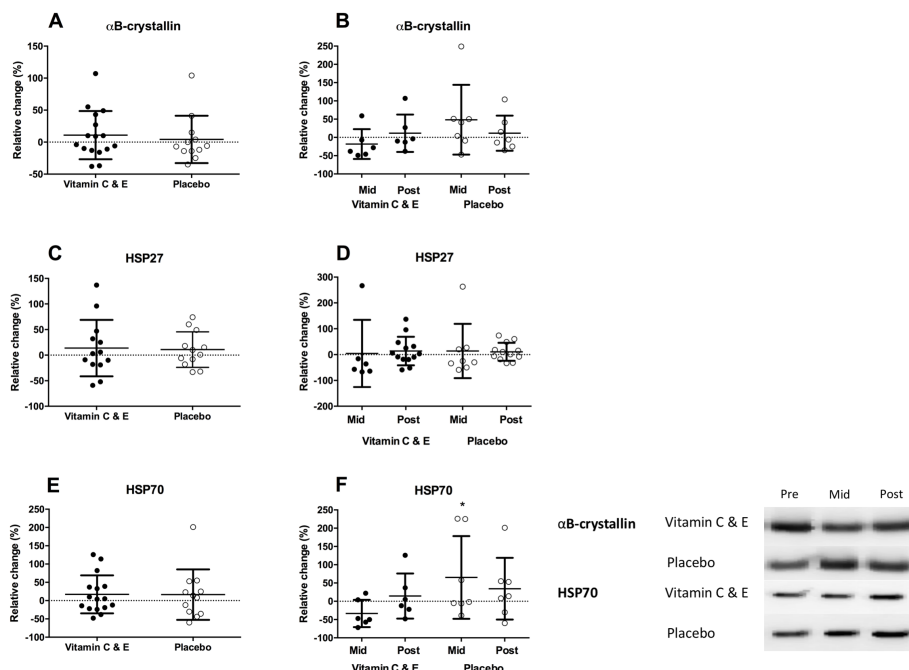 A
αB-crystallin
Relative change (%)
150
100
50
0
-50
Vitamin C & E
Placebo
B
αB-crystallin
Relative change (%)
250
200
150
100
50
0
-50
-100
Mid
Post
Mid
Post
Vitamin C & E
Placebo
C
HSP27
Relative change (%)
150
100
50
0
-50
-100
Vitamin C & E
Placebo
D
HSP27
Relative change (%)
300
200
100
0
-100
-200
Mid
Post
Mid
Post
Vitamin C & E
Placebo
E
HSP70
Relative change (%)
250
200
150
100
50
0
-50
-100
Vitamin C & E
Placebo
F
HSP70
Relative change (%)
250
200
150
100
50
0
-50
-100
*
Mid
Post
Mid
Post
Vitamin C & E
Placebo
Pre
Mid
Post
αB-crystallin
Vitamin C & E
Placebo
HSP70
Vitamin C & E
Placebo